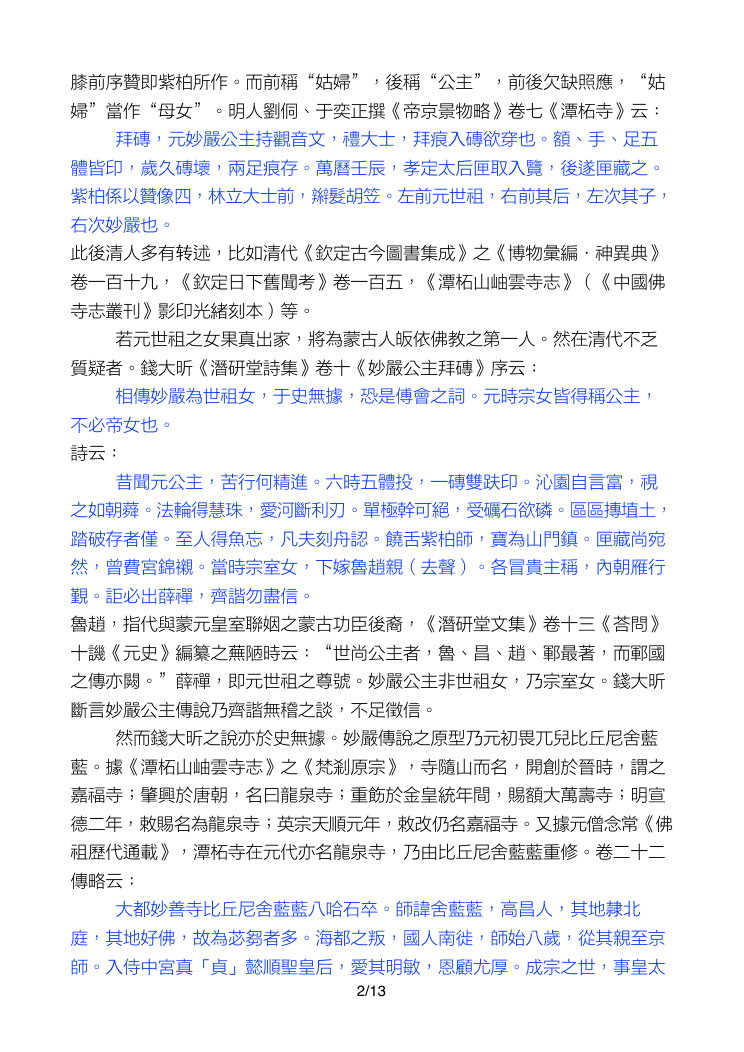 膝前序贊即紫柏所作。而前稱“姑婦”，後稱“公主”，前後欠缺照應，“姑
婦”當作“母女”。明人劉侗、于奕正撰《帝京景物略》卷七《潭柘寺》云：
拜磚，元妙嚴公主持觀音文，禮大士，拜痕入磚欲穿也。額、手、足五
體皆印，歲久磚壞，兩足痕存。萬曆壬辰，孝定太后匣取入覽，後遂匣藏之。
紫柏係以贊像四，林立大士前，辮髮胡笠。左前元世祖，右前其后，左次其子，
右次妙嚴也。
此後清人多有转述，比如清代《欽定古今圖書集成》之《博物彙編·神異典》
卷一百十九，《欽定日下舊聞考》卷一百五，《潭柘山岫雲寺志》（《中國佛
寺志叢刊》影印光緒刻本）等。
若元世祖之女果真出家，將為蒙古人皈依佛教之第一人。然在清代不乏
質疑者。錢大昕《潛研堂詩集》卷十《妙嚴公主拜磚》序云：
相傳妙嚴為世祖女，于史無據，恐是傅會之詞。元時宗女皆得稱公主，
不必帝女也。
詩云：
昔聞元公主，苦行何精進。六時五體投，一磚雙趺印。沁園自言富，視
之如朝蕣。法輪得慧珠，愛河斷利刃。單極幹可絕，受礪石欲磷。區區摶埴土，
踏破存者僅。至人得魚忘，凡夫刻舟認。饒舌紫柏師，寶為山門鎮。匣藏尚宛
然，曾費宮錦襯。當時宗室女，下嫁魯趙親（去聲）。各冒貴主稱，內朝雁行
覲。詎必出薛禪，齊諧勿盡信。
魯趙，指代與蒙元皇室聯姻之蒙古功臣後裔，《潛研堂文集》卷十三《荅問》
十譏《元史》編纂之蕪陋時云：“世尚公主者，魯、昌、趙、鄆最著，而鄆國
之傳亦闕。”薛禪，即元世祖之尊號。妙嚴公主非世祖女，乃宗室女。錢大昕
斷言妙嚴公主傳說乃齊諧無稽之談，不足徵信。
然而錢大昕之說亦於史無據。妙嚴傳說之原型乃元初畏兀兒比丘尼舍藍
藍。據《潭柘山岫雲寺志》之《梵剎原宗》，寺隨山而名，開創於晉時，謂之
嘉福寺；肇興於唐朝，名曰龍泉寺；重飭於金皇統年間，賜額大萬壽寺；明宣
德二年，敕賜名為龍泉寺；英宗天順元年，敕改仍名嘉福寺。又據元僧念常《佛
祖歷代通載》，潭柘寺在元代亦名龍泉寺，乃由比丘尼舍藍藍重修。卷二十二
傳略云：
大都妙善寺比丘尼舍藍藍八哈石卒。師諱舍藍藍，高昌人，其地隸北
庭，其地好佛，故為苾芻者多。海都之叛，國人南徙，師始八歲，從其親至京
師。入侍中宮真「貞」懿順聖皇后，愛其明敏，恩顧尤厚。成宗之世，事皇太
2/13